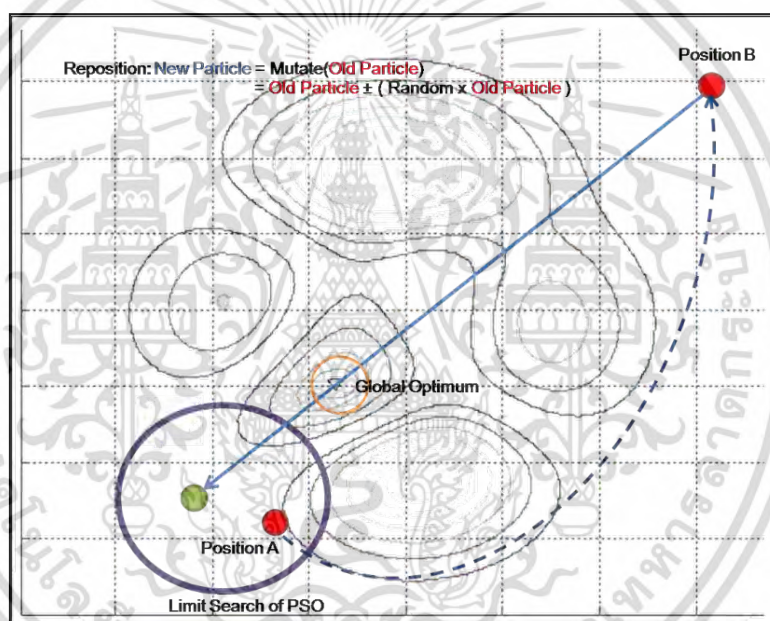 Reposition: New Particle = Mutate(Old Particle)
= Old Particle ± ( Random x Old Particle )
Position B
Global Optimum
Position A
Limit Search of PSO